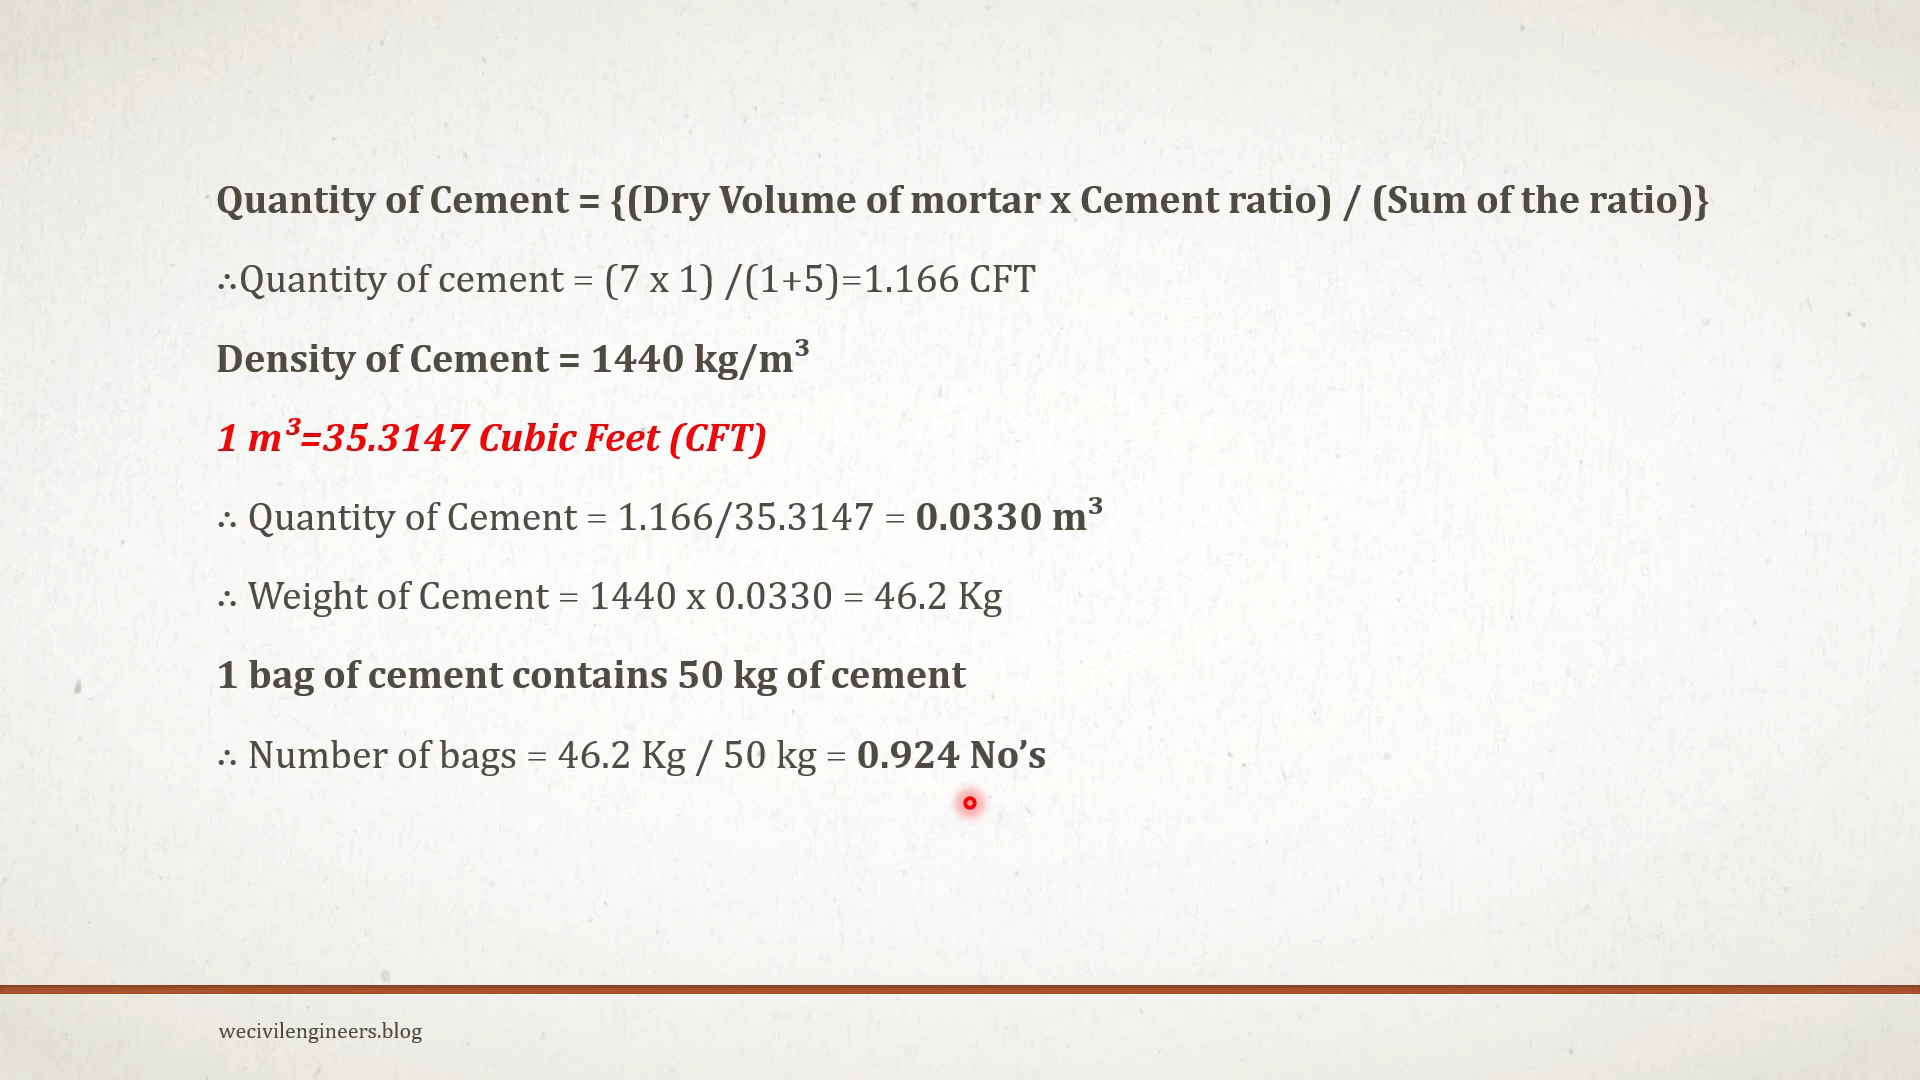 Quantity of Cement = {(Dry Volume of mortar x Cement ratio) / (Sum of the ratio)}
∴Quantity of cement = (7 x 1) /(1+5)=1.166 CFT
Density of Cement = 1440 kg/m³
1 m³=35.3147 Cubic Feet (CFT)
∴ Quantity of Cement = 1.166/35.3147 = 0.0330 m³
∴ Weight of Cement = 1440 x 0.0330 = 46.2 Kg
1 bag of cement contains 50 kg of cement
∴ Number of bags = 46.2 Kg / 50 kg = 0.924 No’s
wecivilengineers.blog